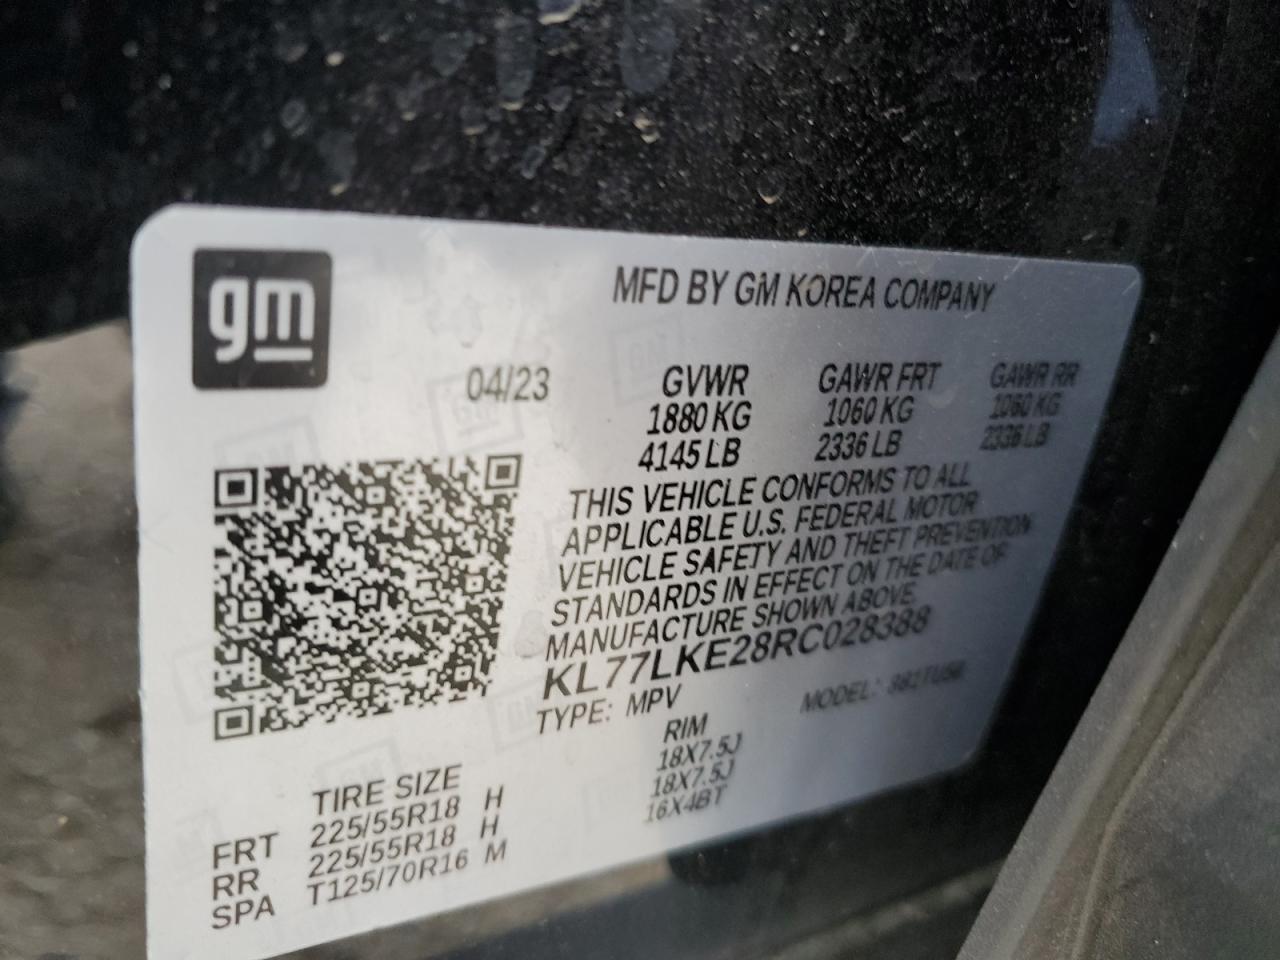 gm
MFD BY GM KOREA COMPANY
04/23
GVWR GAWR FRT GAWR RR
1880 KG 1060 KG 1060 KG
4145 LB 2336 LB 2336 LB
THIS VEHICLE CONFORMS TO ALL
APPLICABLE U.S. FEDERAL MOTOR
VEHICLE SAFETY AND THEFT PREVENTION
STANDARDS IN EFFECT ON THE DATE OF
MANUFACTURE SHOWN ABOVE.
KL77LKE28RC028388
TYPE: MPV MODEL:
TIRE SIZE RIM
FRT 225/55R18 H 18X7.5J
RR 225/55R18 H 18X7.5J
SPA T125/70R16 M 16X4BT